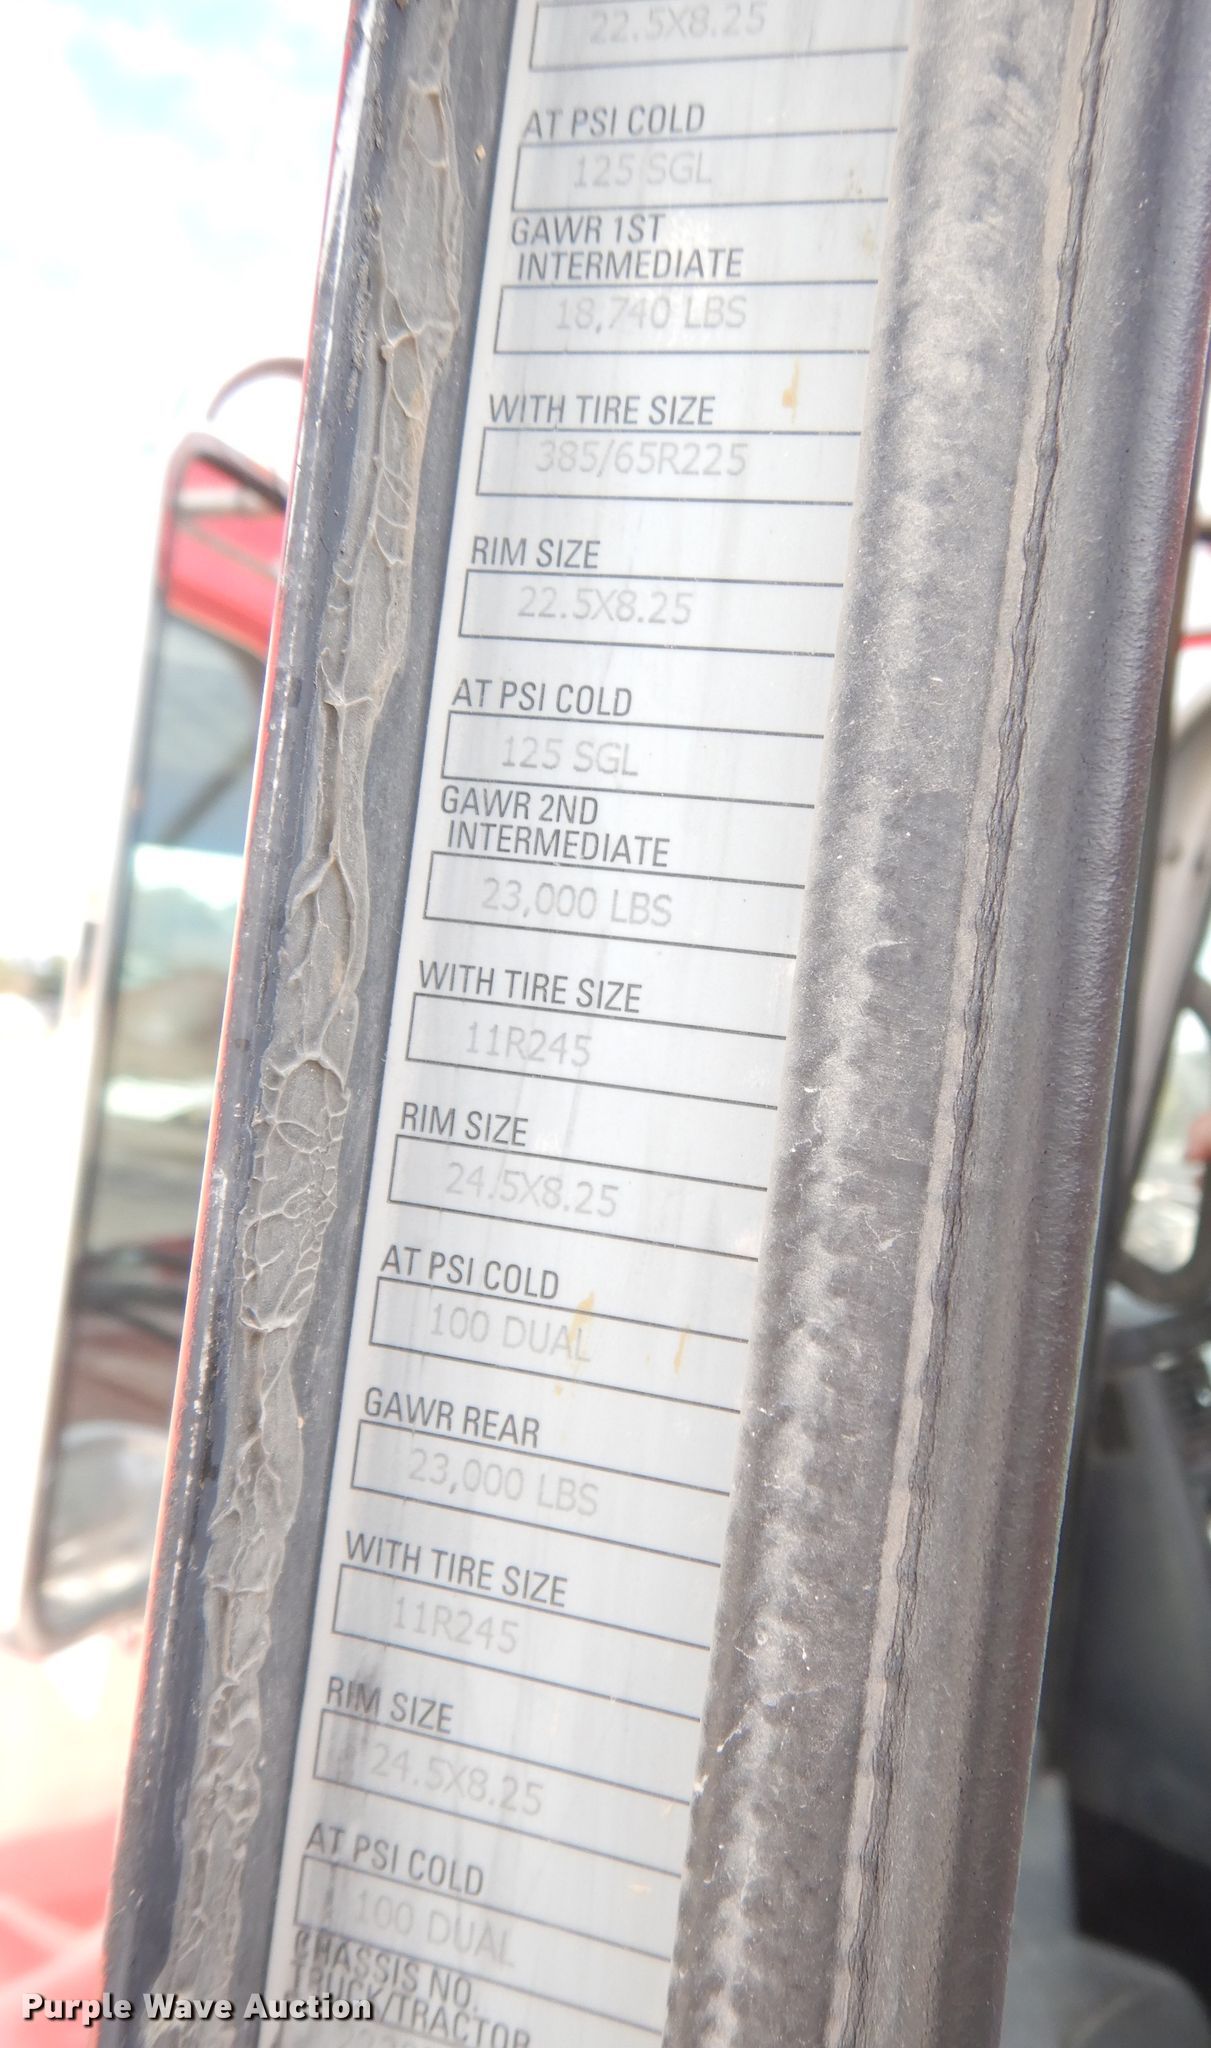 22.5X8.25
AT PSI COLD
125 SGL
GAWR 1ST
INTERMEDIATE
18,740 LBS
WITH TIRE SIZE
385/65R225
RIM SIZE
22.5X8.25
AT PSI COLD
125 SGL
GAWR 2ND
INTERMEDIATE
23,000 LBS
WITH TIRE SIZE
11R245
RIM SIZE
24.5X8.25
AT PSI COLD
100 DUAL
GAWR REAR
23,000 LBS
WITH TIRE SIZE
11R245
RIM SIZE
24.5X8.25
AT PSI COLD
100 DUAL
CHASSIS NO.
TRUCK/TRACTOR
Purple Wave Auction